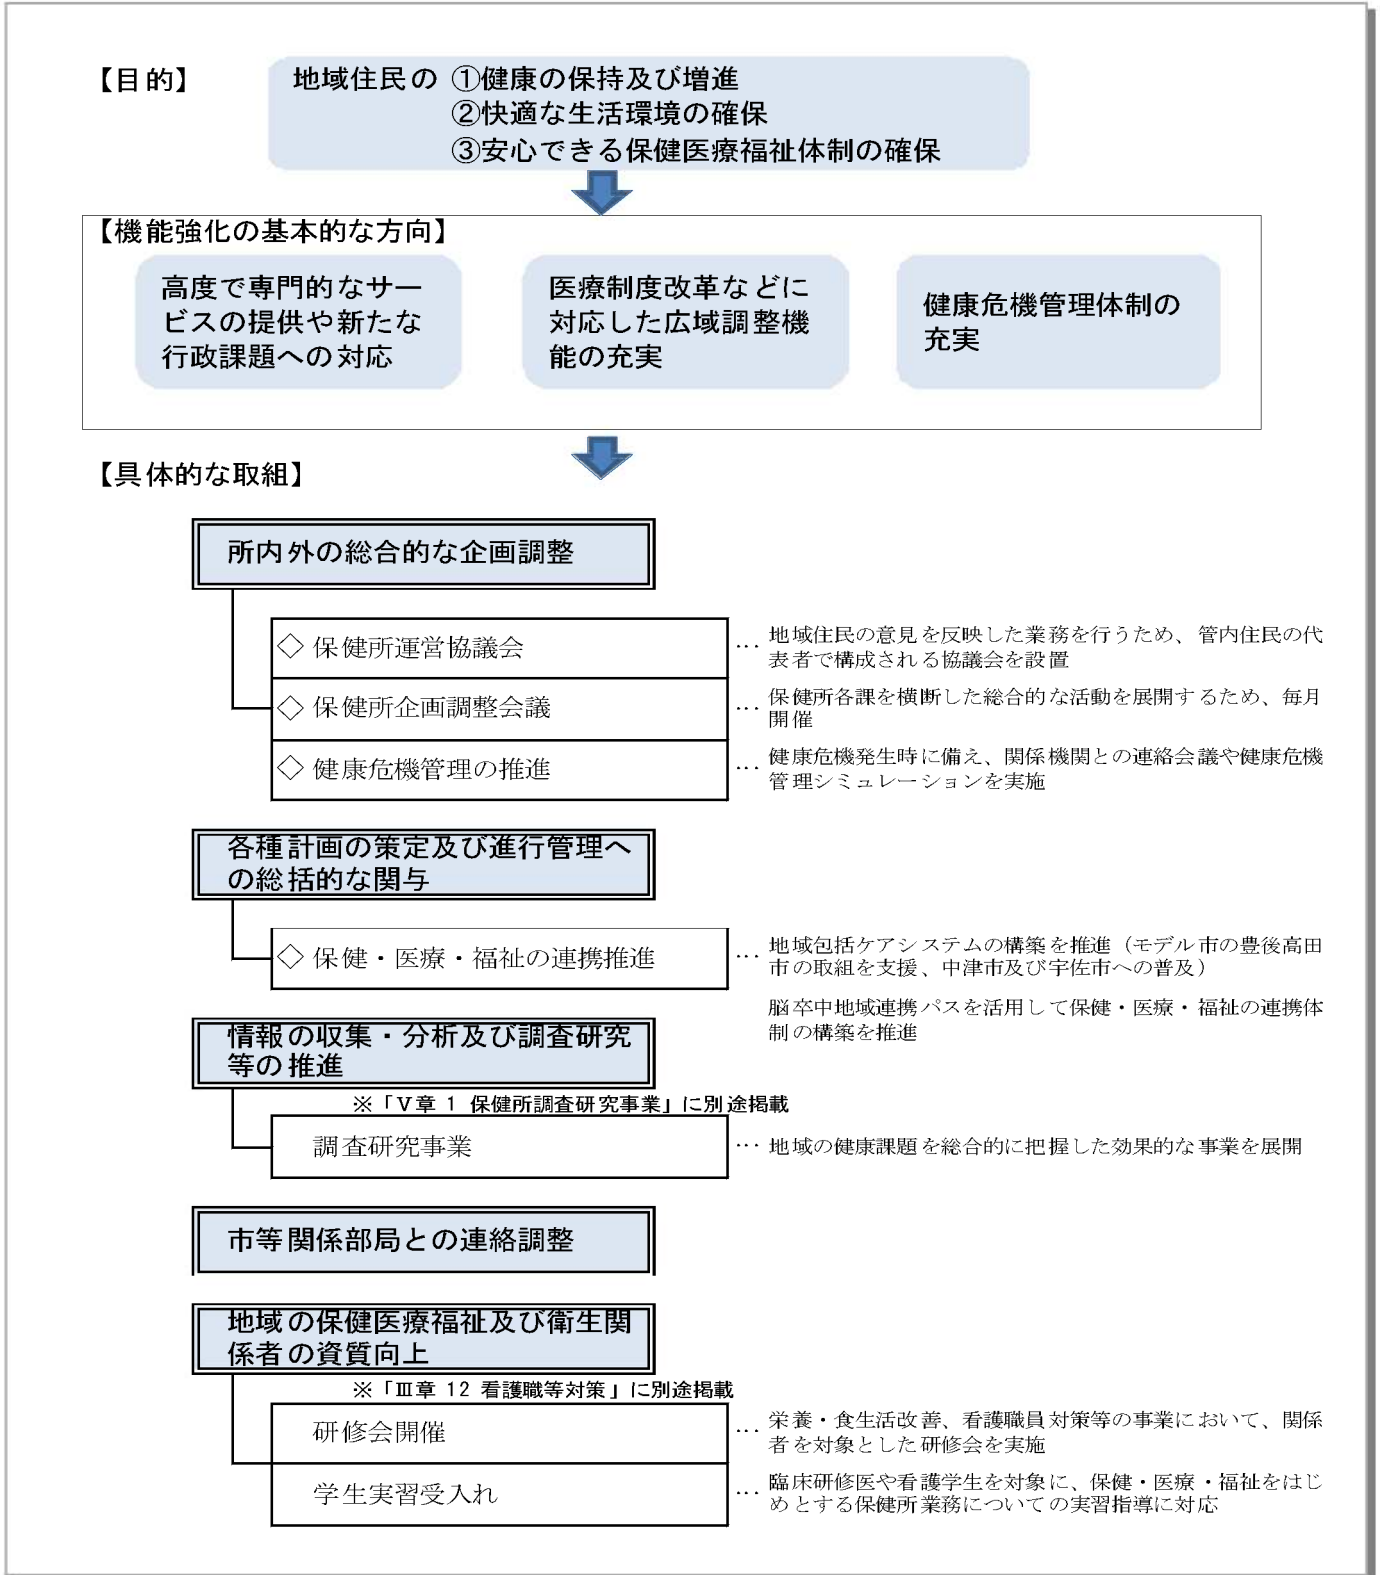 【目的】
地域住民の ①健康の保持及び増進
②快適な生活環境の確保
③安心できる保健医療福祉体制の確保
【機能強化の基本的な方向】
高度で専門的なサー
ビスの提供や新たな
行政課題への対応
医療制度改革などに
対応した広域調整機
能の充実
健康危機管理体制の
充実
【具体的な取組】
所内外の総合的な企画調整
◇ 保健所運営協議会
… 地域住民の意見を反映した業務を行うため、管内住民の代
表者で構成される協議会を設置
◇ 保健所企画調整会議
… 保健所各課を横断した総合的な活動を展開するため、毎月
開催
◇ 健康危機管理の推進
… 健康危機発生時に備え、関係機関との連絡会議や健康危機
管理シミュレーションを実施
各種計画の策定及び進行管理へ
の総括的な関与
◇ 保健・医療・福祉の連携推進
… 地域包括ケアシステムの構築を推進（モデル市の豊後高田
市の取組を支援、中津市及び宇佐市への普及）
脳卒中地域連携パスを活用して保健・医療・福祉の連携体
制の構築を推進
情報の収集・分析及び調査研究
等の推進
※「Ⅴ章 1 保健所調査研究事業」に別途掲載
調査研究事業
… 地域の健康課題を総合的に把握した効果的な事業を展開
市等関係部局との連絡調整
地域の保健医療福祉及び衛生関
係者の資質向上
※「Ⅲ章 12 看護職等対策」に別途掲載
研修会開催
… 栄養・食生活改善、看護職員対策等の事業において、関係
者を対象とした研修会を実施
学生実習受入れ
… 臨床研修医や看護学生を対象に、保健・医療・福祉をはじ
めとする保健所業務についての実習指導に対応